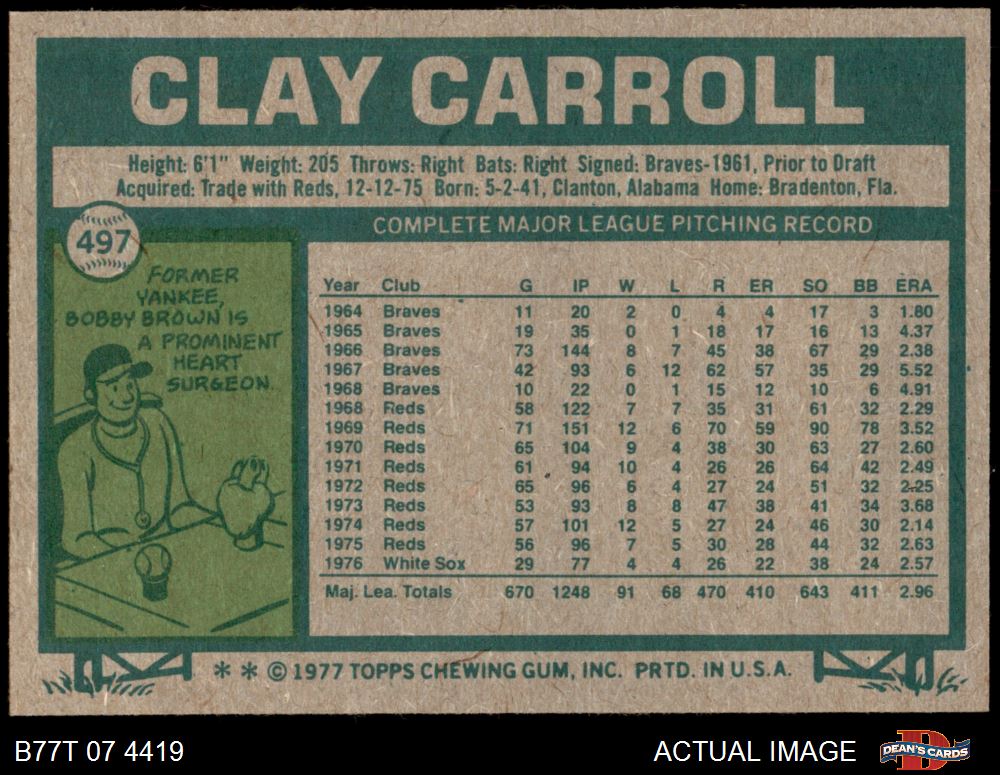 CLAY CARROLL
Height: 6'1" Weight: 205 Throws: Right Bats: Right Signed: Braves-1961, Prior to Draft
Acquired: Trade with Reds, 12-12-75 Born: 5-2-41, Clanton, Alabama Home: Bradenton, Fla.
497
FORMER
YANKEE,
BOBBY BROWN IS
A PROMINENT
HEART
SURGEON.
COMPLETE MAJOR LEAGUE PITCHING RECORD
Year Club G IP W L R ER SO BB ERA
1964 Braves 11 20 2 0 4 4 17 3 1.80
1965 Braves 19 35 0 1 18 17 16 13 4.37
1966 Braves 73 144 8 7 45 38 67 29 2.38
1967 Braves 42 93 6 12 62 57 35 29 5.52
1968 Braves 10 22 0 1 15 12 10 6 4.91
1968 Reds 58 122 7 7 35 31 61 32 2.29
1969 Reds 71 151 12 6 70 59 90 78 3.52
1970 Reds 65 104 9 4 38 30 63 27 2.60
1971 Reds 61 94 10 4 26 26 64 42 2.49
1972 Reds 65 96 6 4 27 24 51 32 2.25
1973 Reds 53 93 8 8 47 38 41 34 3.68
1974 Reds 57 101 12 5 27 24 46 30 2.14
1975 Reds 56 96 7 5 30 28 44 32 2.63
1976 White Sox 29 77 4 4 26 22 38 24 2.57
Maj. Lea. Totals 670 1248 91 68 470 410 643 411 2.96
* * © 1977 TOPPS CHEWING GUM, INC. PRTD. IN U.S.A.
B77T 07 4419
ACTUAL IMAGE
DEAN'S CARDS